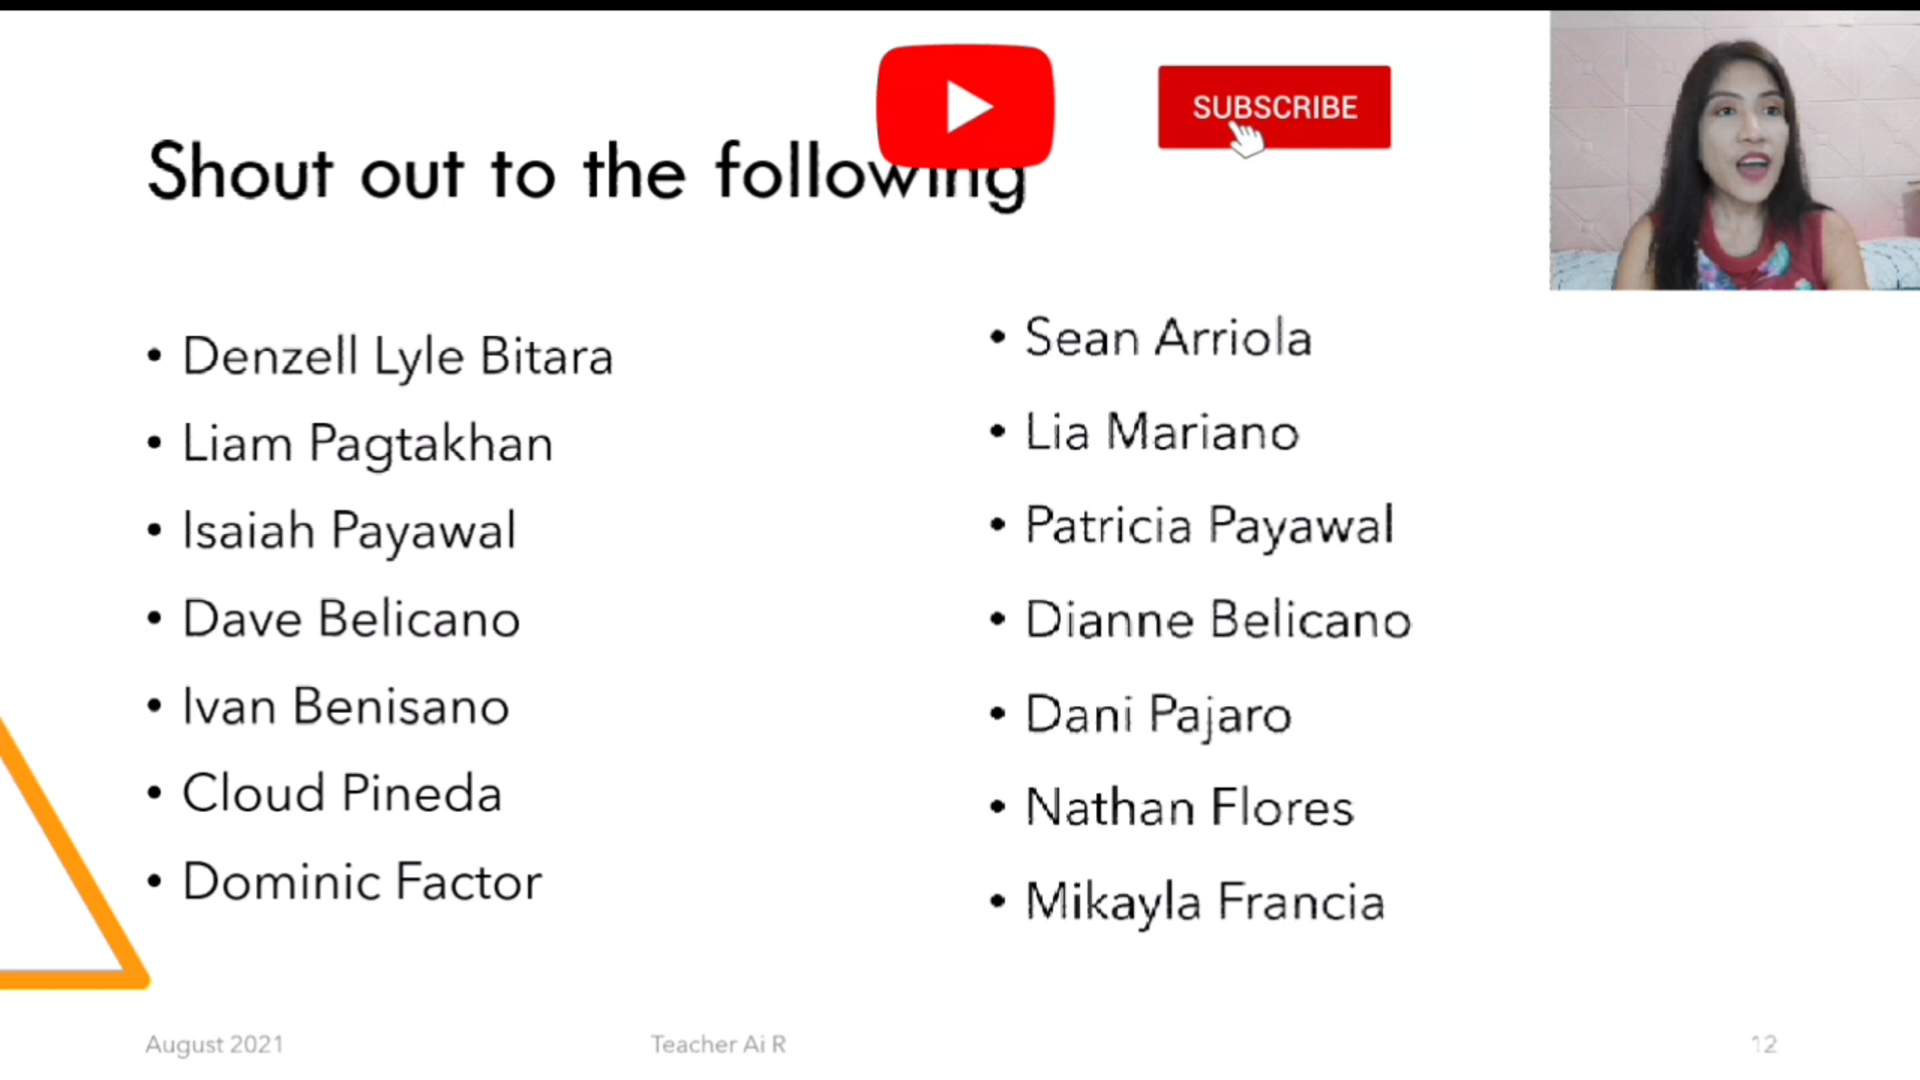 SUBSCRIBE
Shout out to the following
• Denzell Lyle Bitara
• Liam Pagtakhan
• Isaiah Payawal
• Dave Belicano
• Ivan Benisano
• Cloud Pineda
• Dominic Factor
• Sean Arriola
• Lia Mariano
• Patricia Payawal
• Dianne Belicano
• Dani Pajaro
• Nathan Flores
• Mikayla Francia
August 2021
Teacher Ai R
12